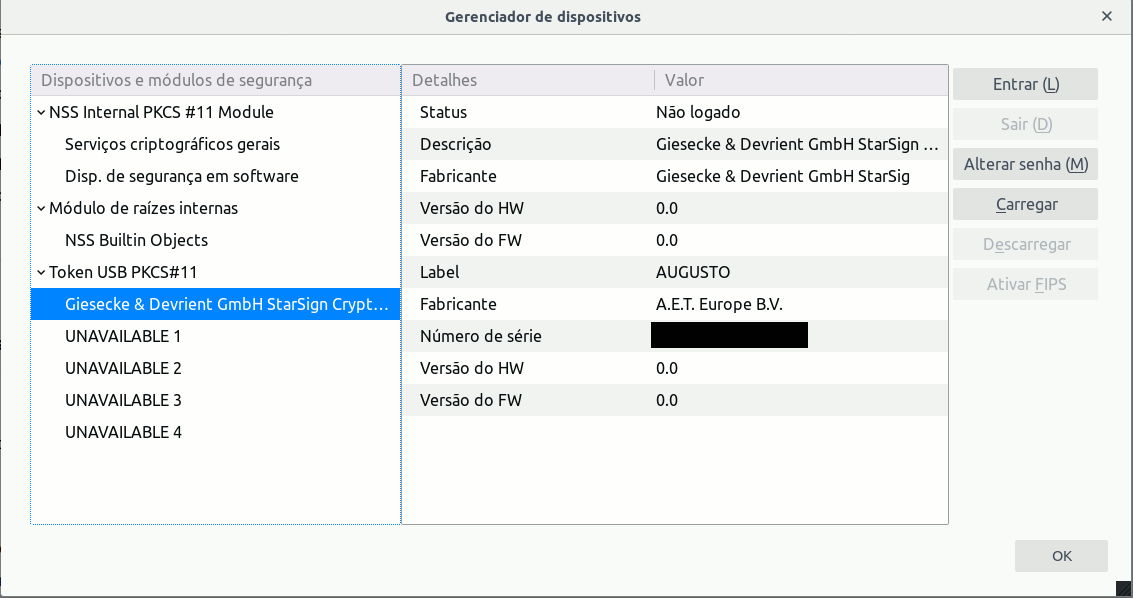 Gerenciador de dispositivos
Dispositivos e módulos de segurança
NSS Internal PKCS #11 Module
Serviços criptográficos gerais
Disp. de segurança em software
Módulo de raízes internas
NSS Builtin Objects
Token USB PKCS#11
Giesecke & Devrient GmbH StarSign Crypt...
UNAVAILABLE 1
UNAVAILABLE 2
UNAVAILABLE 3
UNAVAILABLE 4
Detalhes Valor
Status Não logado
Descrição Giesecke & Devrient GmbH StarSign ...
Fabricante Giesecke & Devrient GmbH StarSig
Versão do HW 0.0
Versão do FW 0.0
Label AUGUSTO
Fabricante A.E.T. Europe B.V.
Número de série
Versão do HW 0.0
Versão do FW 0.0
Entrar (L)
Sair (D)
Alterar senha (M)
Carregar
Descarregar
Ativar FIPS
OK